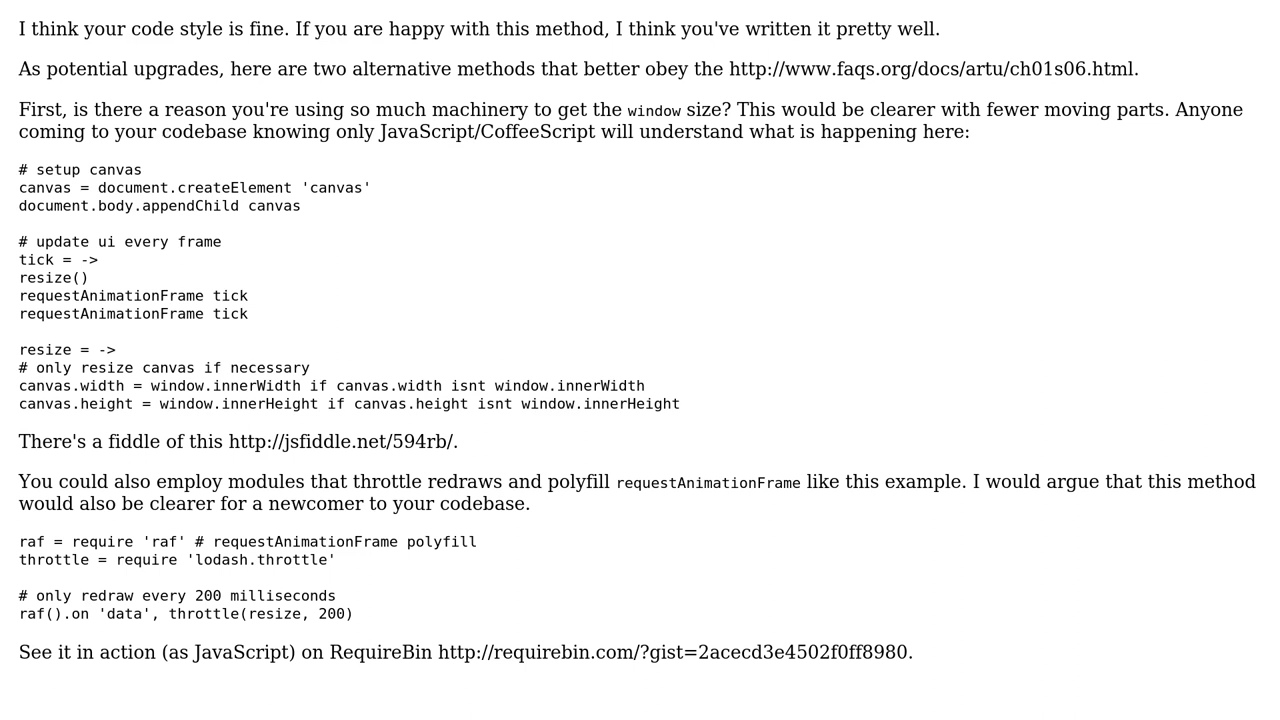 I think your code style is fine. If you are happy with this method, I think you've written it pretty well.
As potential upgrades, here are two alternative methods that better obey the http://www.faqs.org/docs/artu/ch01s06.html.
First, is there a reason you're using so much machinery to get the window size? This would be clearer with fewer moving parts. Anyone
coming to your codebase knowing only JavaScript/CoffeeScript will understand what is happening here:
# setup canvas
canvas = document.createElement 'canvas'
document.body.appendChild canvas
# update ui every frame
tick = ->
resize()
requestAnimationFrame tick
requestAnimationFrame tick
resize = ->
# only resize canvas if necessary
canvas.width = window.innerWidth if canvas.width isnt window.innerWidth
canvas.height = window.innerHeight if canvas.height isnt window.innerHeight
There's a fiddle of this http://jsfiddle.net/594rb/.
You could also employ modules that throttle redraws and polyfill requestAnimationFrame like this example. I would argue that this method
would also be clearer for a newcomer to your codebase.
raf = require 'raf' # requestAnimationFrame polyfill
throttle = require 'lodash.throttle'
# only redraw every 200 milliseconds
raf().on 'data', throttle(resize, 200)
See it in action (as JavaScript) on RequireBin http://requirebin.com/?gist=2acecd3e4502f0ff8980.